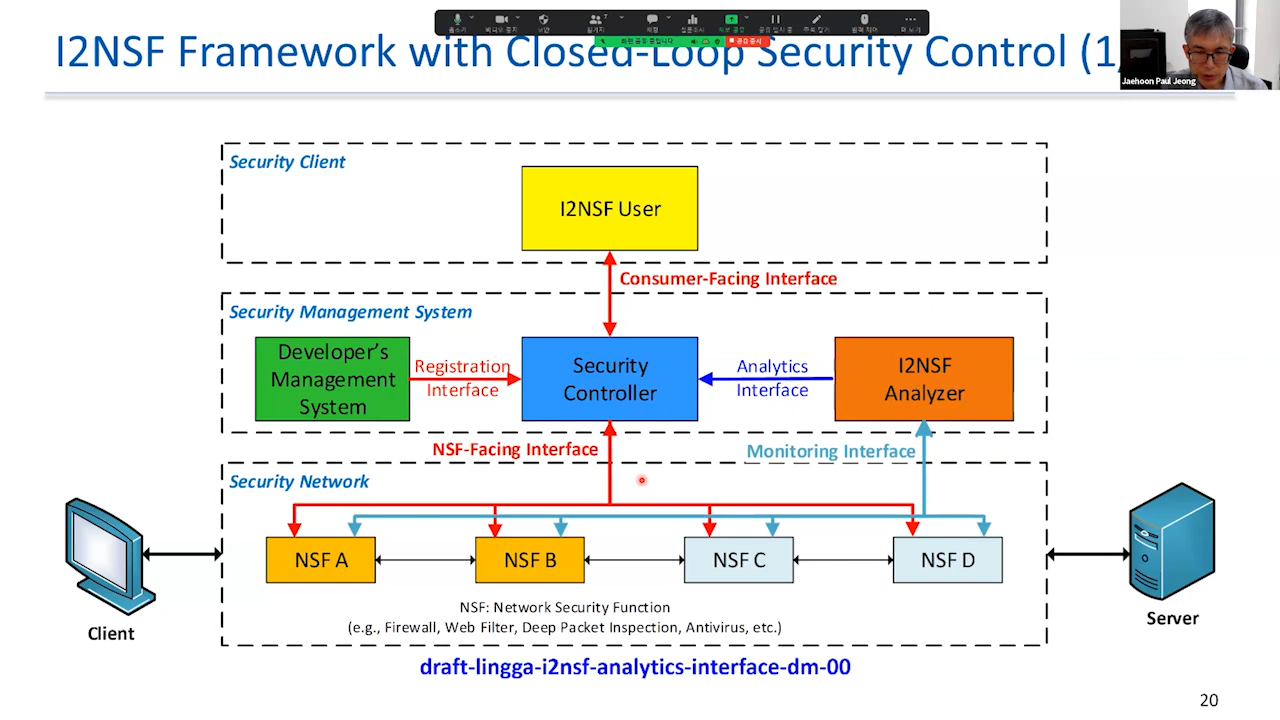 I2NSF Framework with Closed-Loop Security Control (1
Jaehoon Paul Jeong
Security Client
I2NSF User
Consumer-Facing Interface
Security Management System
Developer's
Management
System
Registration
Interface
Security
Controller
Analytics
Interface
I2NSF
Analyzer
NSF-Facing Interface
Monitoring Interface
Security Network
NSF A
NSF B
NSF C
NSF D
NSF: Network Security Function
(e.g., Firewall, Web Filter, Deep Packet Inspection, Antivirus, etc.)
Client
Server
draft-lingga-i2nsf-analytics-interface-dm-00
20